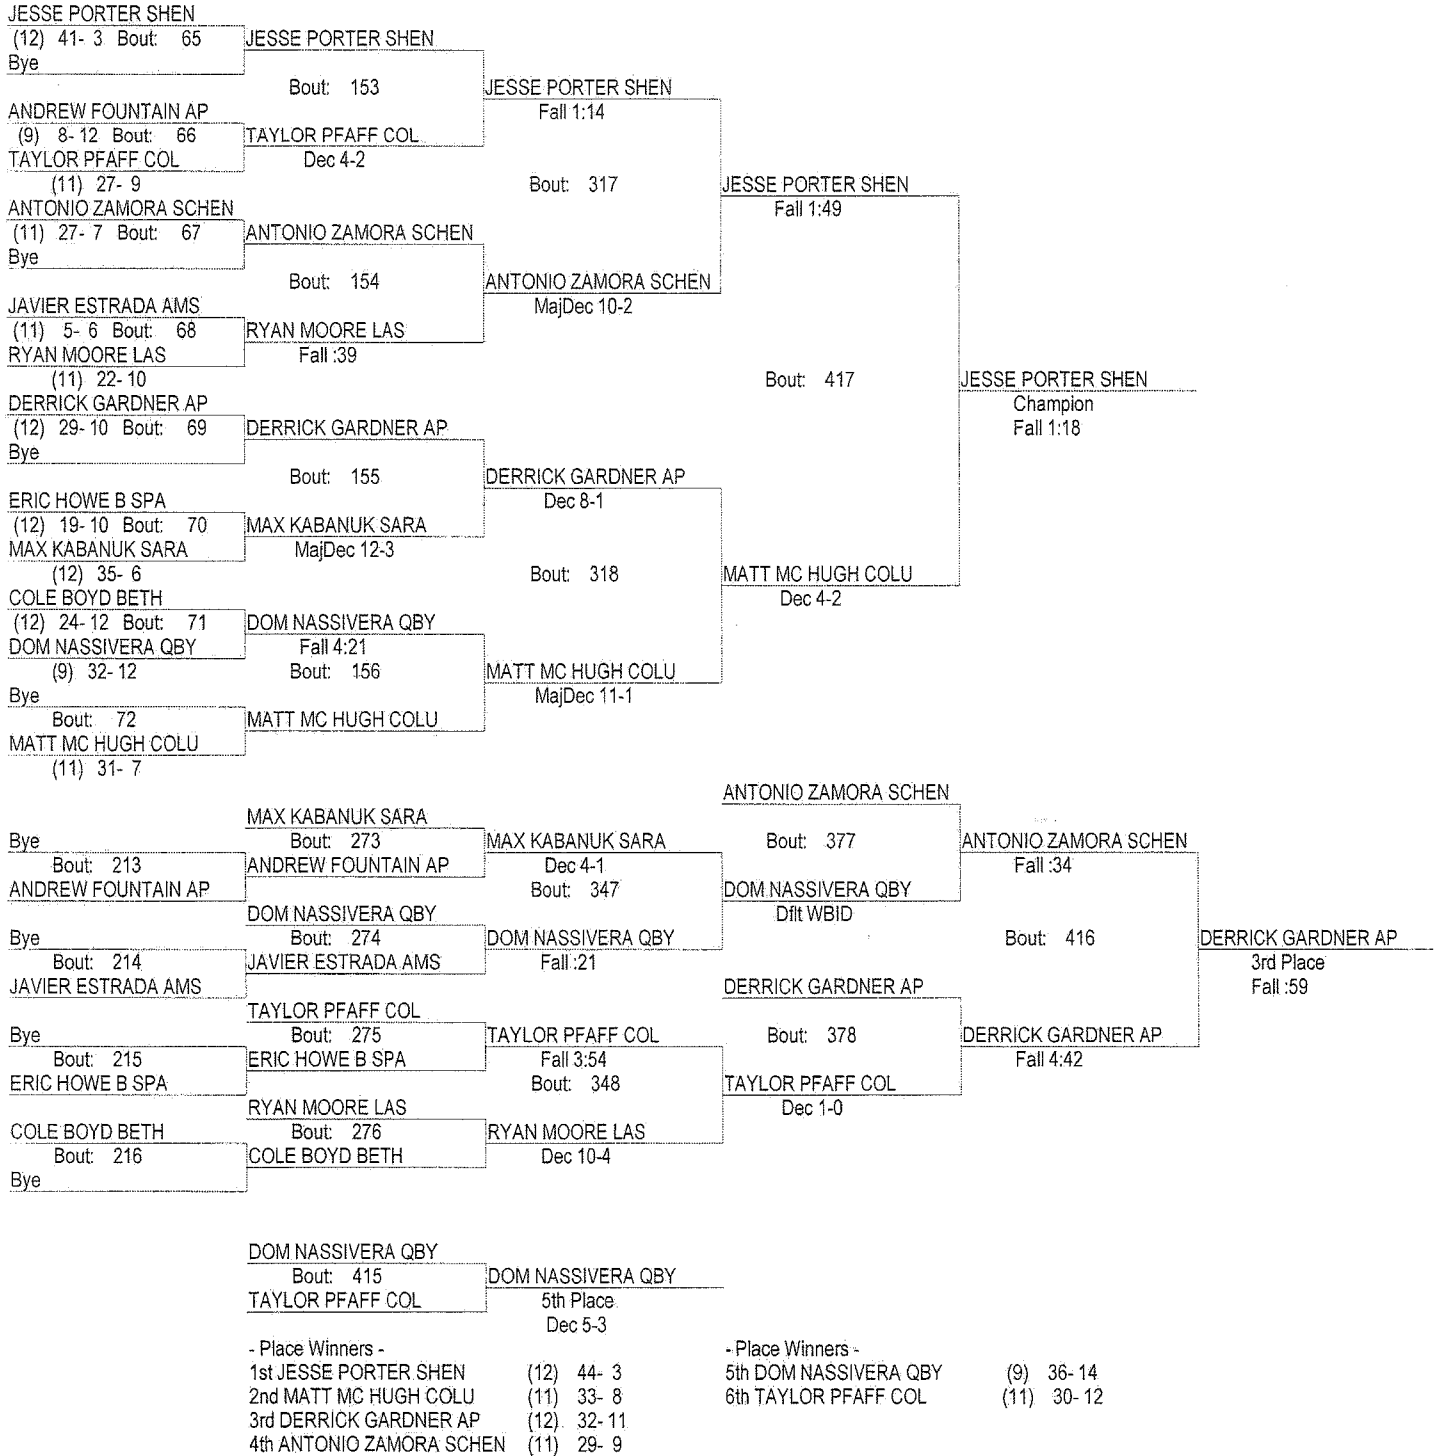 JESSE PORTER SHEN
(12) 41- 3 Bout: 65
JESSE PORTER SHEN
Bye
Bout: 153
JESSE PORTER SHEN
Fall 1:14
ANDREW FOUNTAIN AP
(9) 8- 12 Bout: 66
TAYLOR PFAFF COL
TAYLOR PFAFF COL
Dec 4-2
(11) 27- 9
Bout: 317
JESSE PORTER SHEN
Fall 1:49
ANTONIO ZAMORA SCHEN
(11) 27- 7 Bout: 67
ANTONIO ZAMORA SCHEN
Bye
Bout: 154
ANTONIO ZAMORA SCHEN
MajDec 10-2
JAVIER ESTRADA AMS
(11) 5- 6 Bout: 68
RYAN MOORE LAS
RYAN MOORE LAS
Fall :39
(11) 22- 10
Bout: 417
JESSE PORTER SHEN
Champion
Fall 1:18
DERRICK GARDNER AP
(12) 29- 10 Bout: 69
DERRICK GARDNER AP
Bye
Bout: 155
DERRICK GARDNER AP
Dec 8-1
ERIC HOWE B SPA
(12) 19- 10 Bout: 70
MAX KABANUK SARA
MAX KABANUK SARA
MajDec 12-3
(12) 35- 6
Bout: 318
MATT MC HUGH COLU
Dec 4-2
COLE BOYD BETH
(12) 24- 12 Bout: 71
DOM NASSIVERA QBY
DOM NASSIVERA QBY
Fall 4:21
(9) 32- 12
Bout: 156
MATT MC HUGH COLU
MajDec 11-1
Bye
Bout: 72
MATT MC HUGH COLU
MATT MC HUGH COLU
(11) 31- 7
ANTONIO ZAMORA SCHEN
MAX KABANUK SARA
Bye
Bout: 273
MAX KABANUK SARA
Bout: 377
ANTONIO ZAMORA SCHEN
Bout: 213
ANDREW FOUNTAIN AP
Dec 4-1
Fall :34
ANDREW FOUNTAIN AP
Bout: 347
DOM NASSIVERA QBY
Dflt WBID
DOM NASSIVERA QBY
Bye
Bout: 274
DOM NASSIVERA QBY
Bout: 416
DERRICK GARDNER AP
Bout: 214
JAVIER ESTRADA AMS
Fall :21
3rd Place
JAVIER ESTRADA AMS
DERRICK GARDNER AP
Fall :59
TAYLOR PFAFF COL
Bye
Bout: 275
TAYLOR PFAFF COL
Bout: 378
DERRICK GARDNER AP
Bout: 215
ERIC HOWE B SPA
Fall 3:54
Fall 4:42
ERIC HOWE B SPA
Bout: 348
TAYLOR PFAFF COL
Dec 1-0
RYAN MOORE LAS
COLE BOYD BETH
Bout: 276
RYAN MOORE LAS
Bout: 216
COLE BOYD BETH
Dec 10-4
Bye
DOM NASSIVERA QBY
Bout: 415
DOM NASSIVERA QBY
TAYLOR PFAFF COL
5th Place
Dec 5-3
- Place Winners -
1st JESSE PORTER SHEN (12) 44- 3
2nd MATT MC HUGH COLU (11) 33- 8
3rd DERRICK GARDNER AP (12) 32- 11
4th ANTONIO ZAMORA SCHEN (11) 29- 9
- Place Winners -
5th DOM NASSIVERA QBY (9) 36- 14
6th TAYLOR PFAFF COL (11) 30- 12